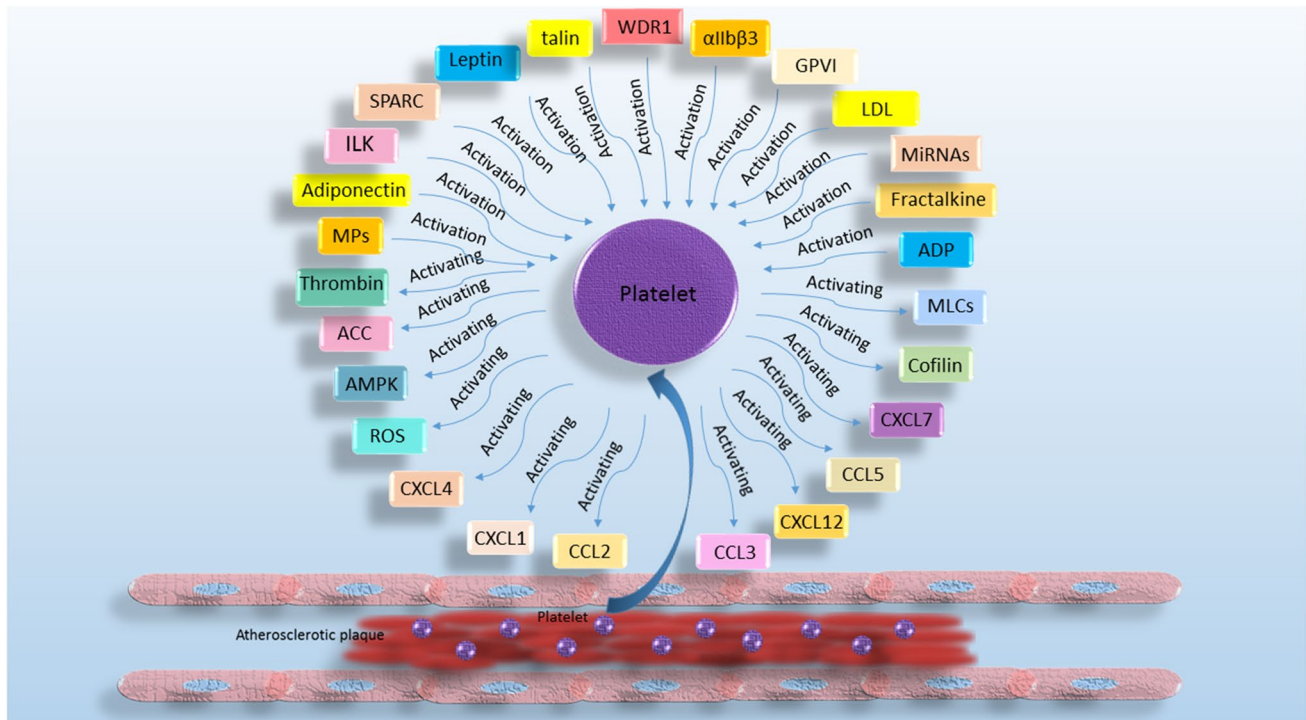 WDR1
talin
αIIbβ3
Leptin
GPVI
SPARC
LDL
ILK
MiRNAs
Adiponectin
Fractalkine
MPs
ADP
Thrombin
MLCs
ACC
Cofilin
AMPK
CXCL7
ROS
CCL5
CXCL4
CXCL12
CXCL1
CCL2
CCL3
Activation
Activation
Activation
Activation
Activation
Activation
Activation
Activation
Activation
Activation
Activation
Activation
Activation
Activating
Activating
Activating
Activating
Activating
Activating
Activating
Activating
Activating
Activating
Activating
Activating
Activating
Platelet
Platelet
Atherosclerotic plaque